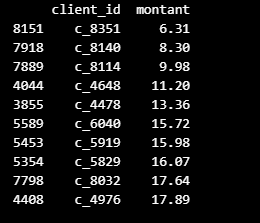 client_id montant
8151 c_8351 6.31
7918 c_8140 8.30
7889 c_8114 9.98
4044 c_4648 11.20
3855 c_4478 13.36
5589 c_6040 15.72
5453 c_5919 15.98
5354 c_5829 16.07
7798 c_8032 17.64
4408 c_4976 17.89